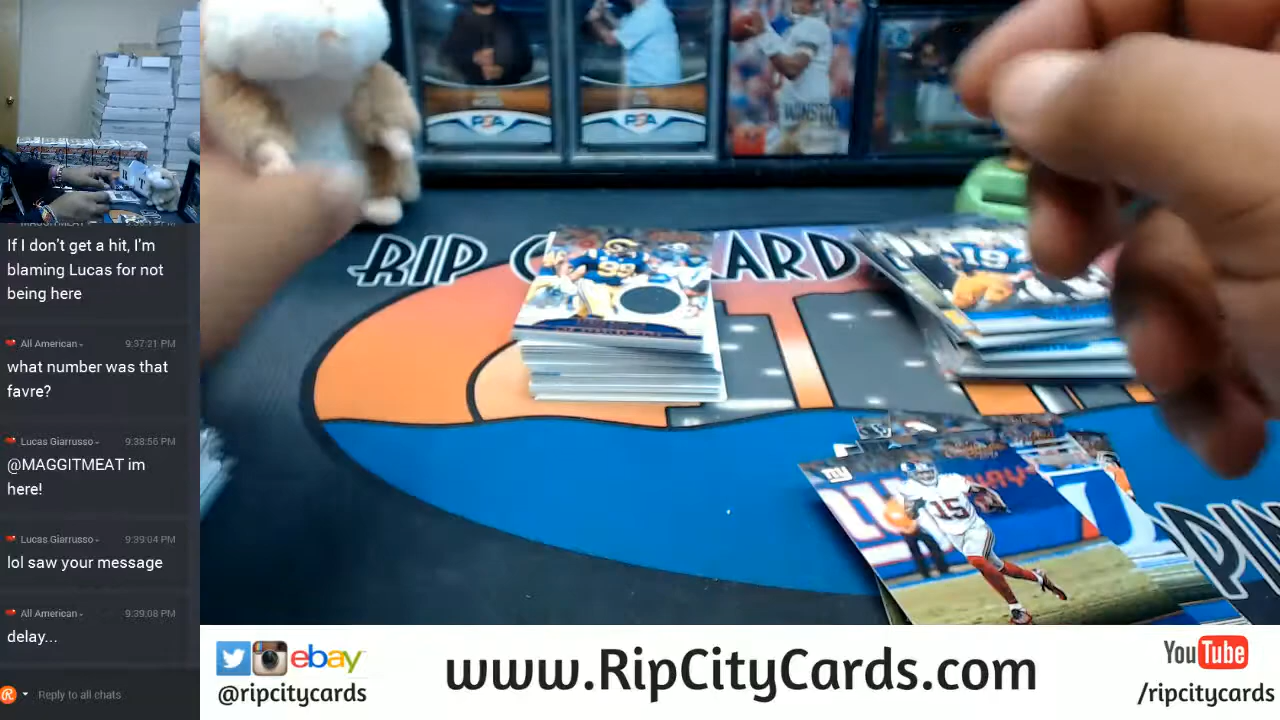 If I don't get a hit, I'm
blaming Lucas for not
being here
All American - 9:37:21 PM
what number was that
favre?
Lucas Giarrusso - 9:38:56 PM
@MAGGITMEAT im
here!
Lucas Giarrusso - 9:39:04 PM
lol saw your message
All American - 9:39:08 PM
delay...
Reply to all chats
PSA
PSA
WINSTON
RIP C ARD
99
19
15
ebay
@ripcitycards
www.RipCityCards.com
YouTube
/ripcitycards